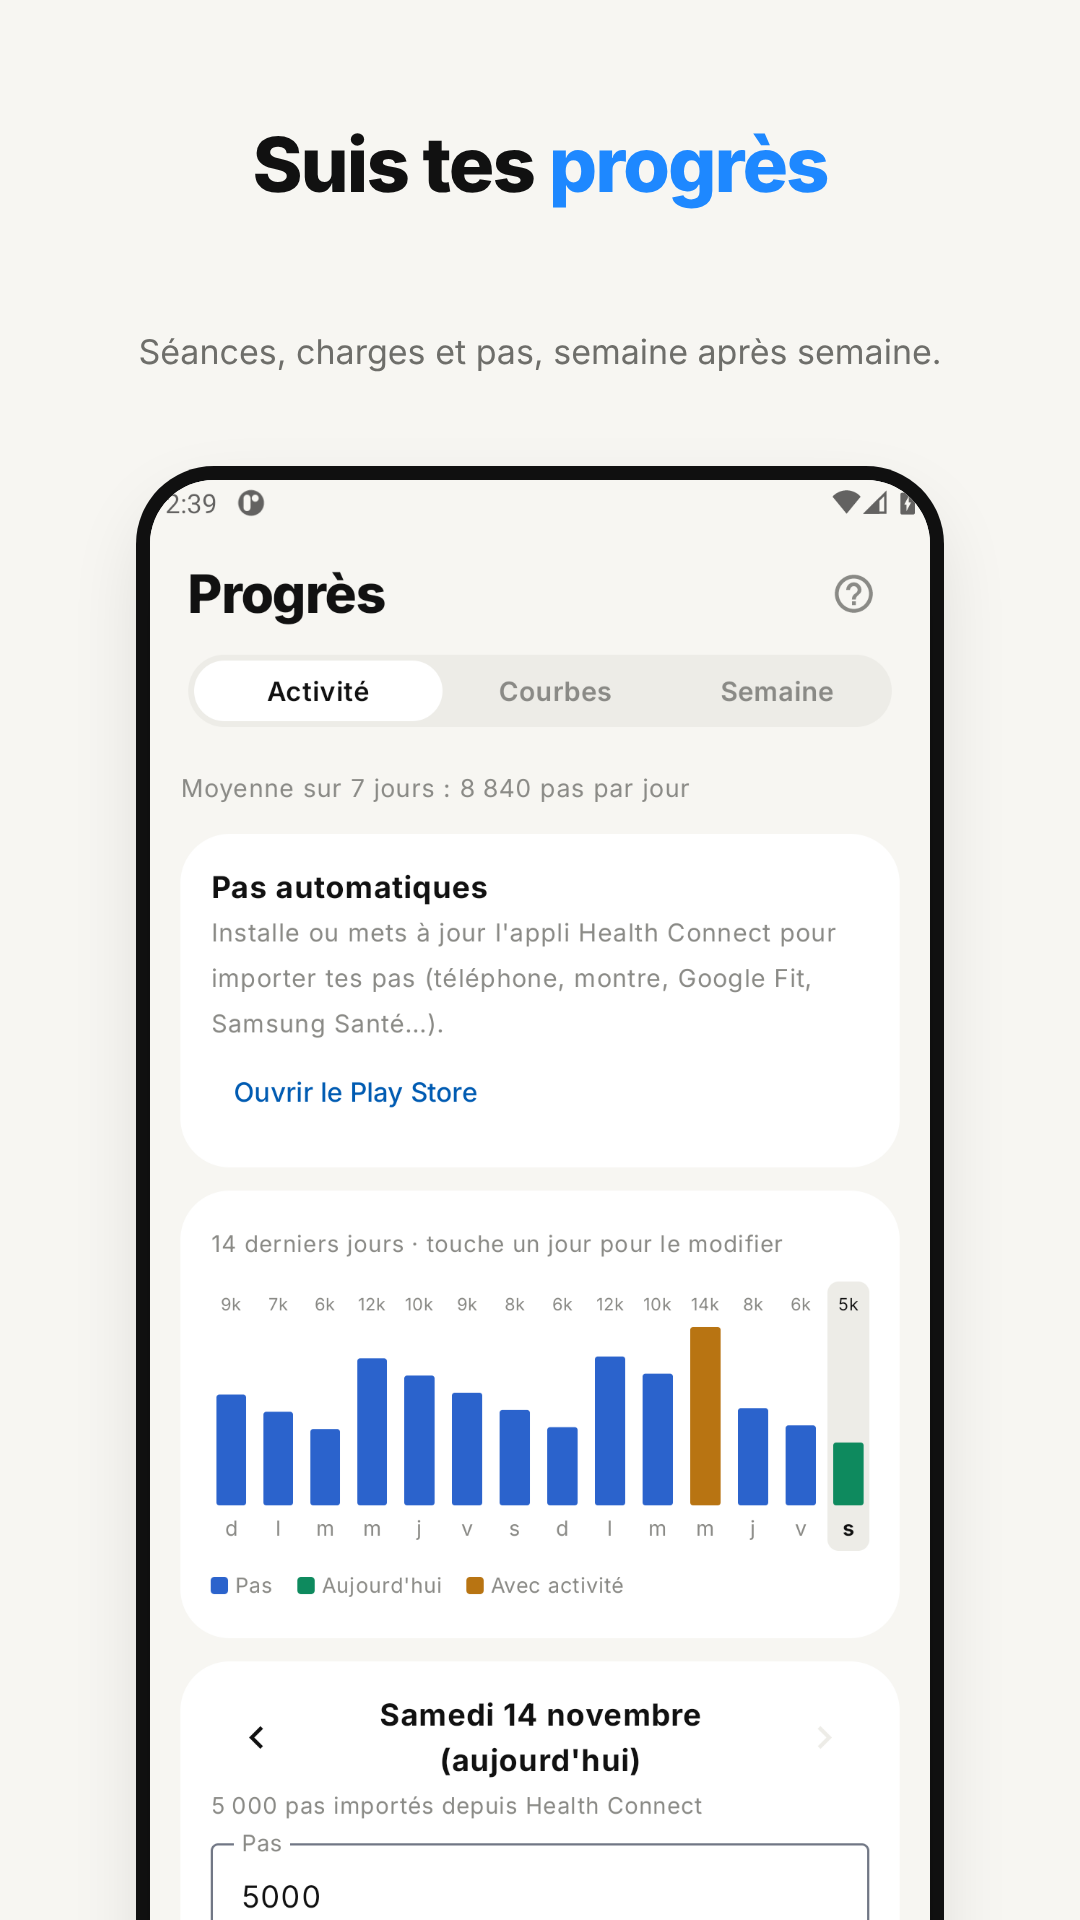 Suis tes progrès
Séances, charges et pas, semaine après semaine.
2:39
Progrès
Activité Courbes Semaine
Moyenne sur 7 jours : 8 840 pas par jour
Pas automatiques
Installe ou mets à jour l'appli Health Connect pour
importer tes pas (téléphone, montre, Google Fit,
Samsung Santé...).
Ouvrir le Play Store
14 derniers jours · touche un jour pour le modifier
9k 7k 6k 12k 10k 9k 8k 6k 12k 10k 14k 8k 6k 5k
d l m m j v s d l m m j v s
Pas Aujourd'hui Avec activité
Samedi 14 novembre
(aujourd'hui)
5 000 pas importés depuis Health Connect
Pas
5000